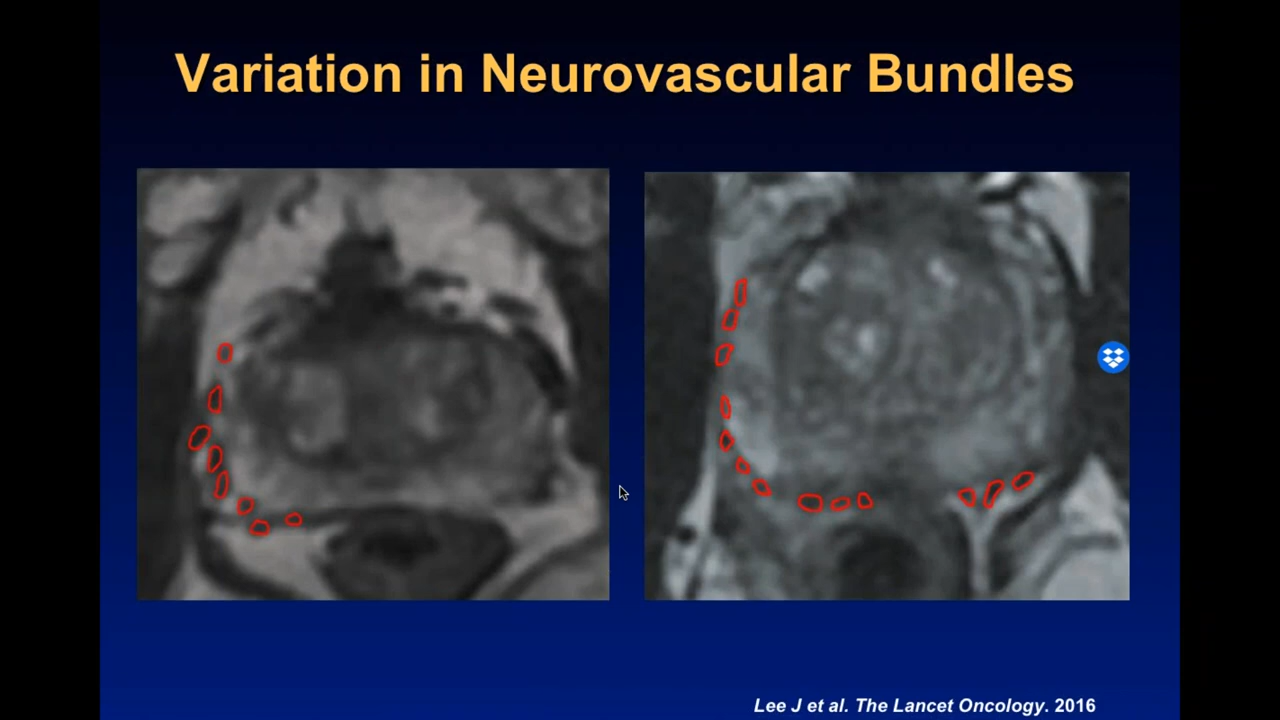 Variation in Neurovascular Bundles
Lee J et al. The Lancet Oncology. 2016